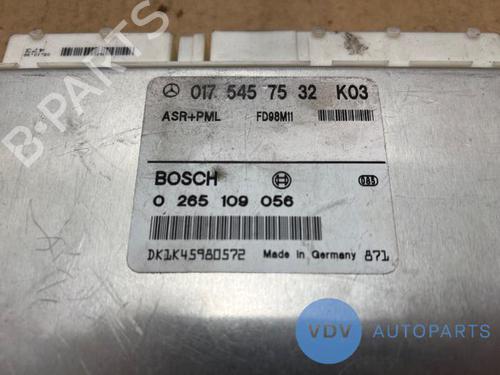 017 545 75 32 K03
ASR+PML FD98M11
BOSCH
085
0 265 109 056
DK1K45980572 Made in Germany 871
VDV AUTOPARTS